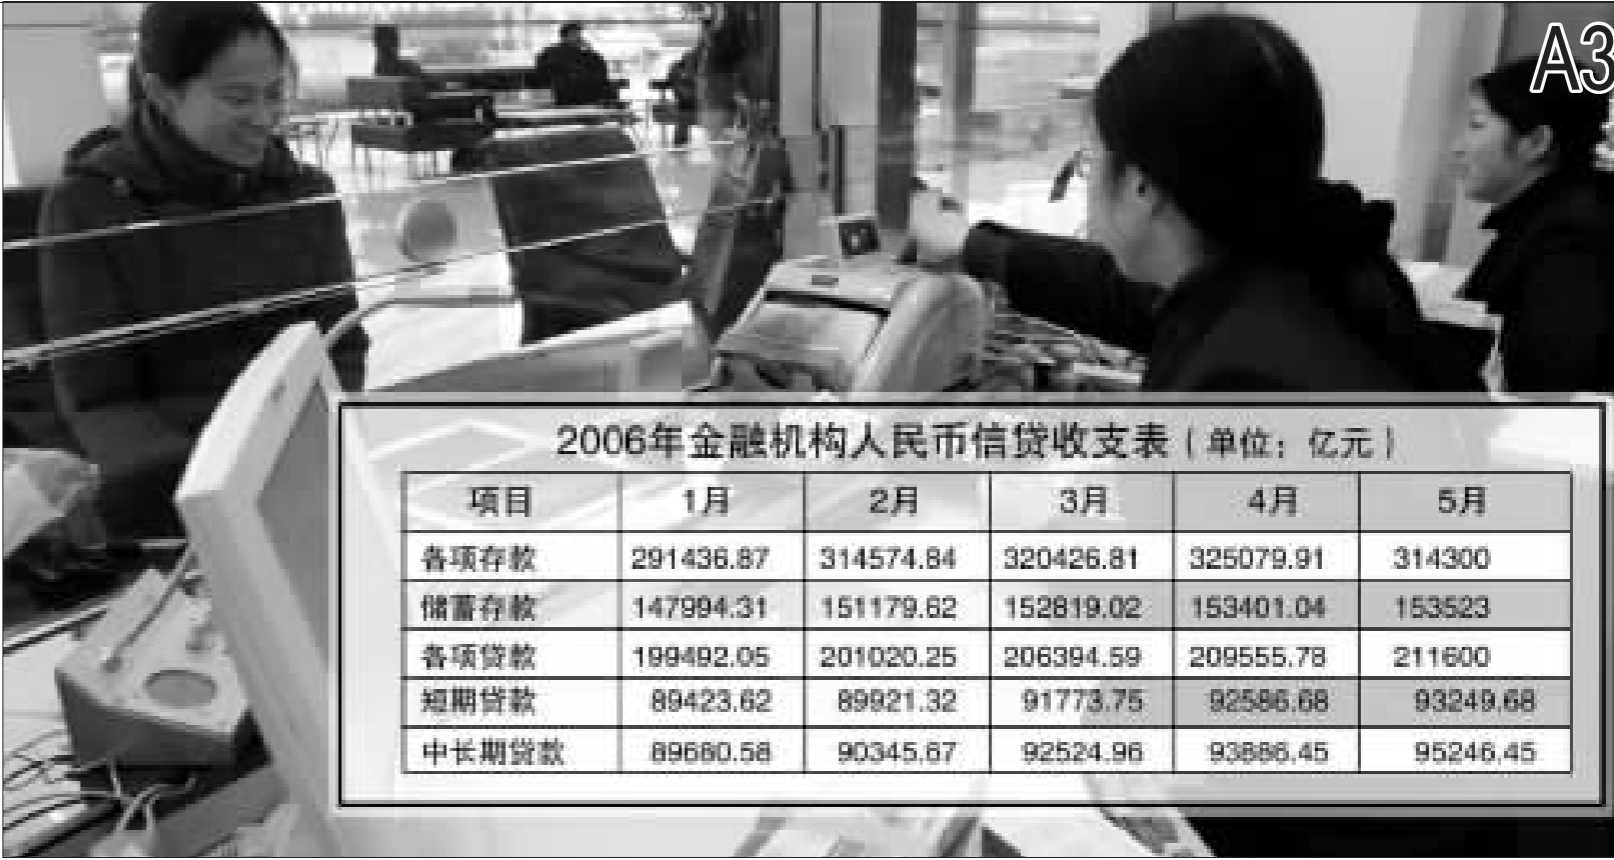 A3
2006年金融机构人民币信贷收支表（单位：亿元）
项目 1月 2月 3月 4月 5月
各项存款 291436.87 314574.84 320426.81 325079.91 314300
储蓄存款 147994.31 151179.62 152819.02 153401.04 153523
各项贷款 199492.05 201020.25 206394.59 209555.78 211600
短期贷款 89423.62 89921.32 91773.75 92586.68 93249.68
中长期贷款 89680.58 90345.67 92524.96 93886.45 95246.45